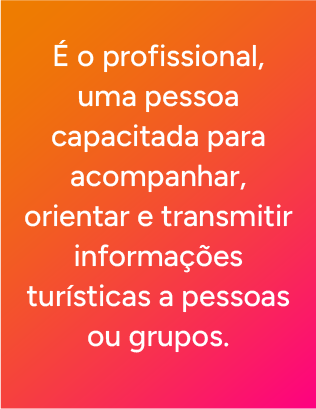 É o profissional,
uma pessoa
capacitada para
acompanhar,
orientar e transmitir
informações
turísticas a pessoas
ou grupos.